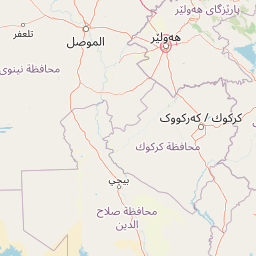 پارێزگای هەولێر
الموصل
تلعفر
هەولێر
محافظة نينوى
كركوك / کەرکووک
محافظة كركوك
بيجي
محافظة صلاح
الدين